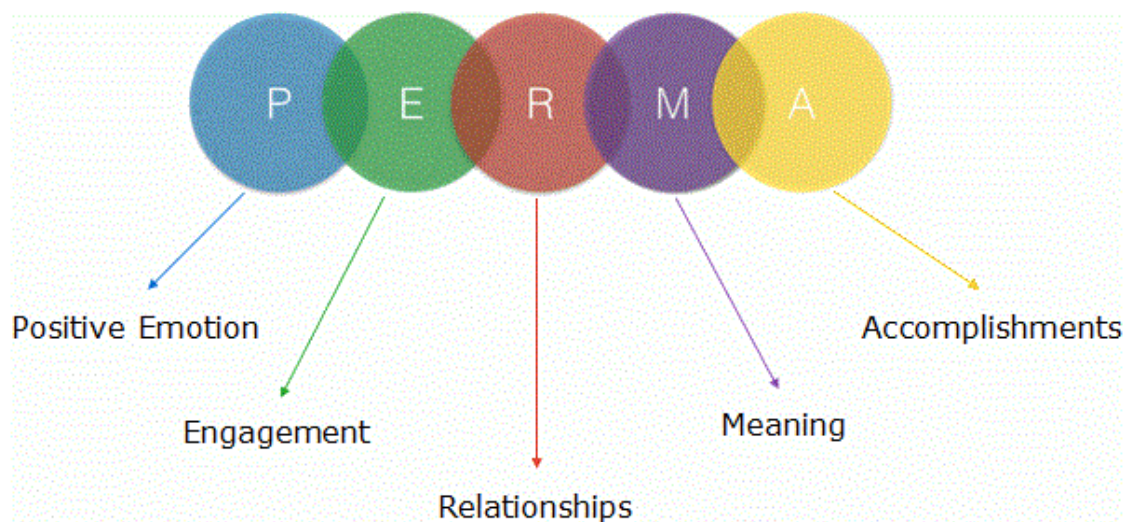 P E R M A
Positive Emotion
Accomplishments
Engagement
Meaning
Relationships